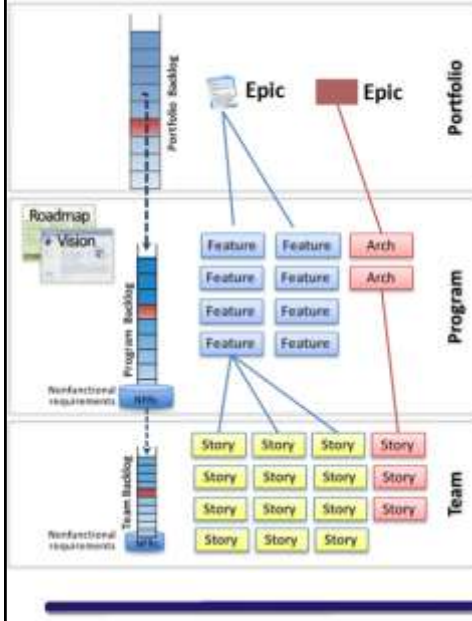 Portfolio Backlog
Epic
Epic
Portfolio
Roadmap
Vision
Program Backlog
Nonfunctional
requirements
NFRs
Feature Feature Arch
Feature Feature Arch
Feature Feature
Feature Feature
Program
Team Backlog
Nonfunctional
requirements
Story Story Story Story
Story Story Story Story
Story Story Story Story
Story Story Story
Team